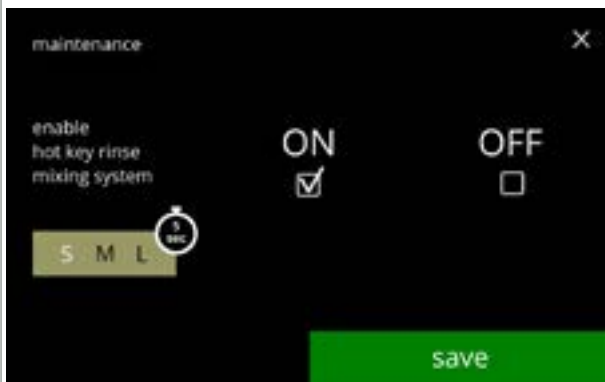 maintenance
enable
hot key rinse
mixing system
ON
OFF
5
SEC
S M L
save